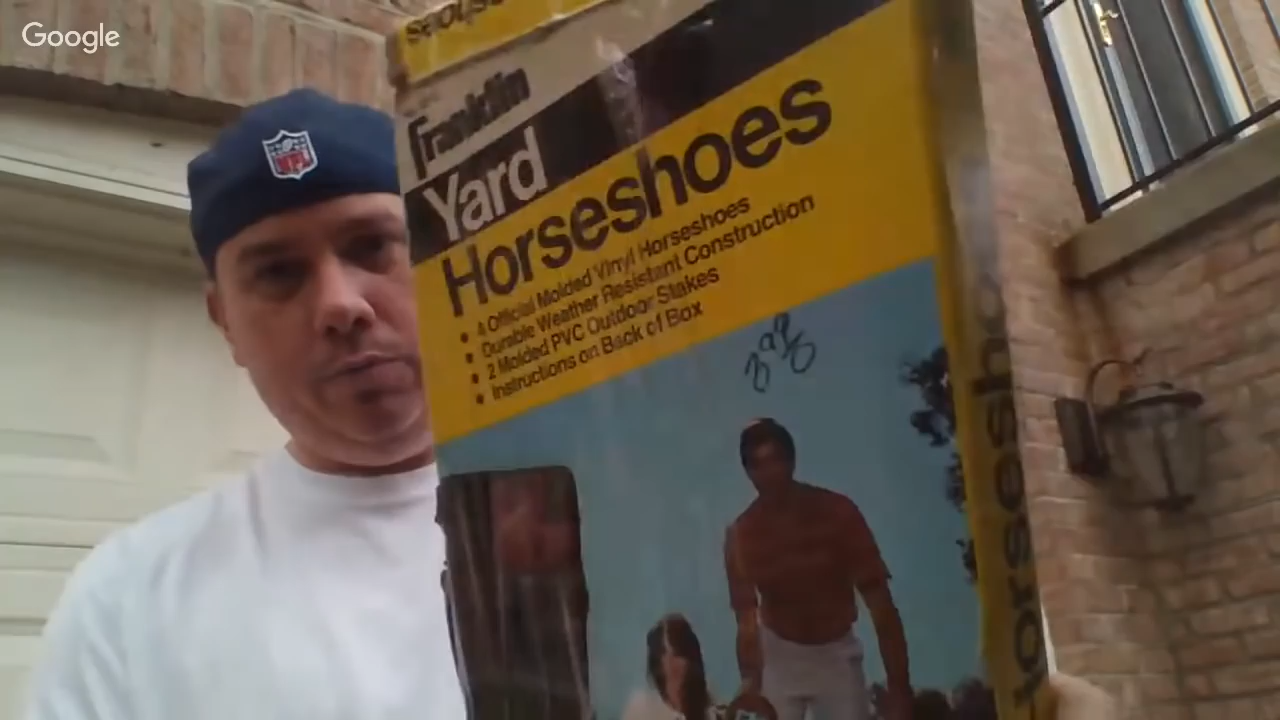 Google
Franklin
Yard
Horseshoes
• 4 Official Molded Vinyl Horseshoes
• Durable Weather Resistant Construction
• 2 Molded PVC Outdoor Stakes
• Instructions on Back of Box
NFL